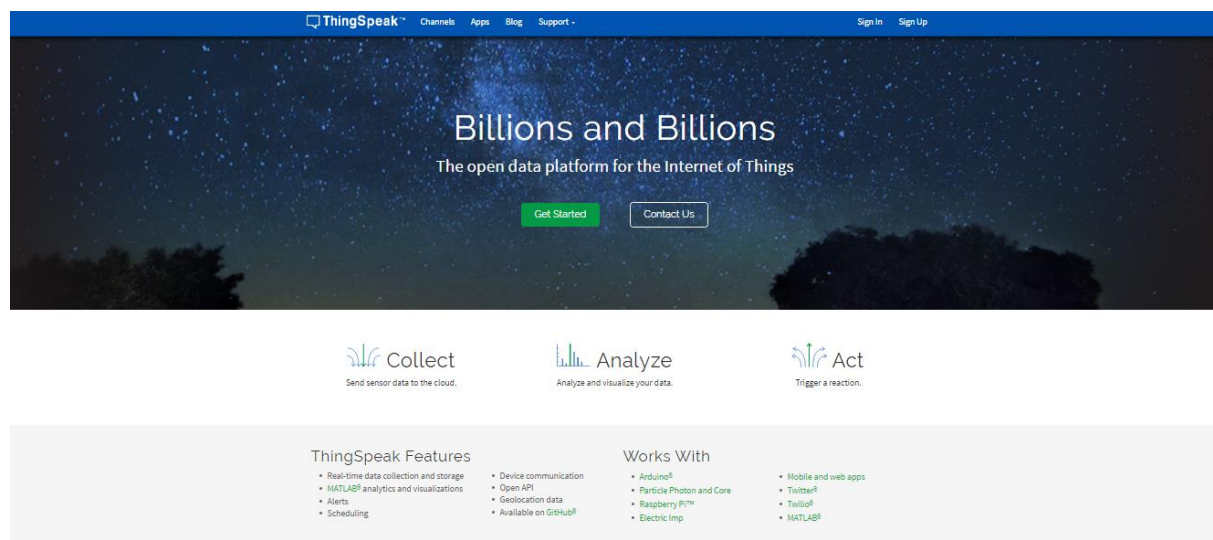 ThingSpeak™ Channels Apps Blog Support Sign In Sign Up
Billions and Billions
The open data platform for the Internet of Things
Get Started Contact Us
Collect
Send sensor data to the cloud.
Analyze
Analyze and visualize your data.
Act
Trigger a reaction.
ThingSpeak Features
• Real-time data collection and storage
• MATLAB® analytics and visualizations
• Alerts
• Scheduling
• Device communication
• Open API
• Geolocation data
• Available on GitHub®
Works With
• Arduino®
• Particle Photon and Core
• Raspberry Pi™
• Electric Imp
• Mobile and web apps
• Twitter®
• Twilio®
• MATLAB®